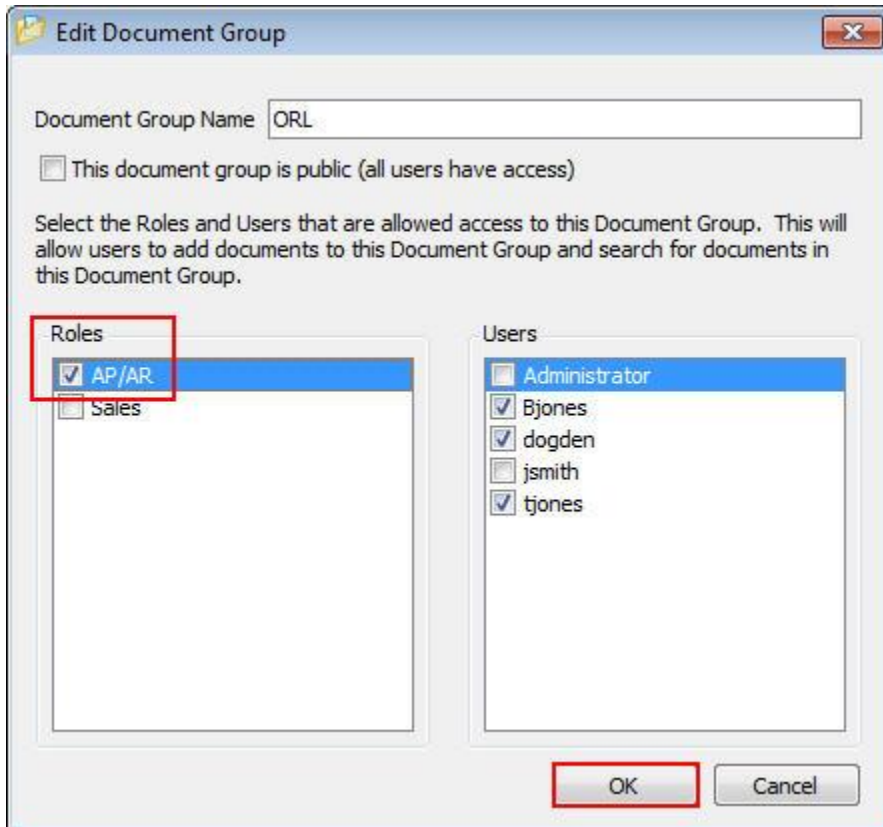 Edit Document Group
Document Group Name ORL
This document group is public (all users have access)
Select the Roles and Users that are allowed access to this Document Group.  This will
allow users to add documents to this Document Group and search for documents in
this Document Group.
Roles
AP/AR
Sales
Users
Administrator
Bjones
dogden
jsmith
tjones
OK
Cancel